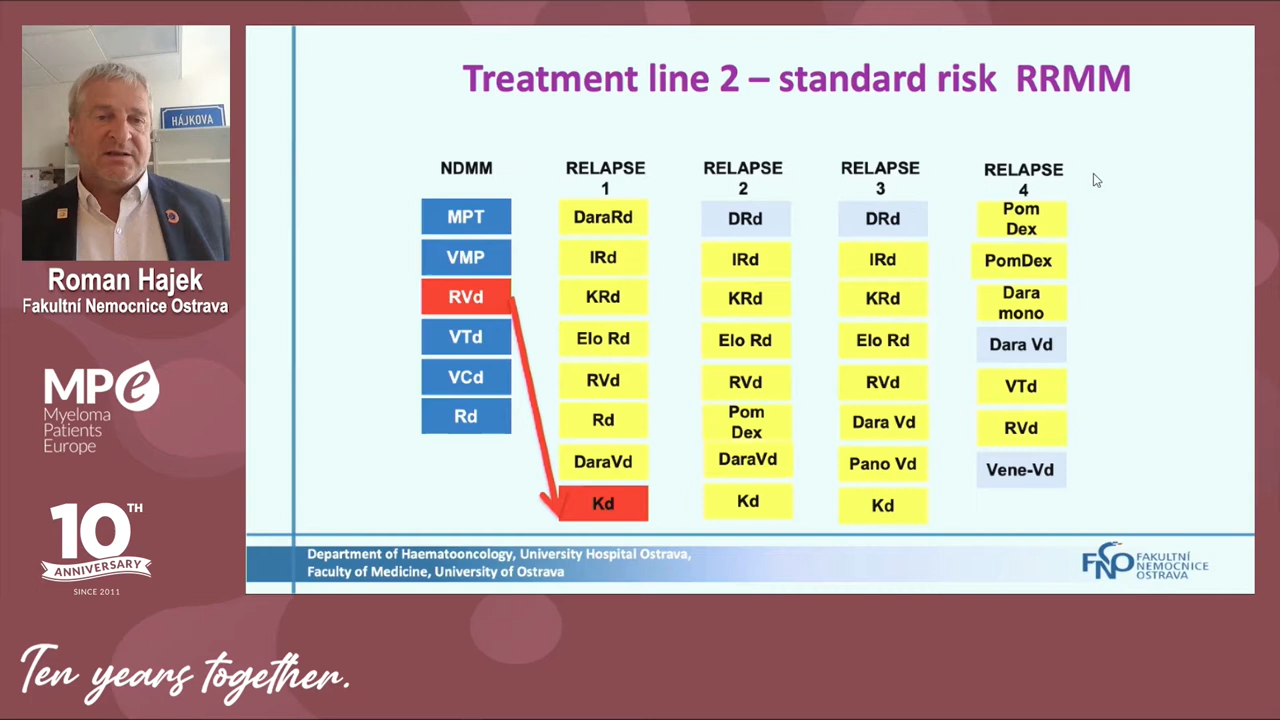 HÁJKOVA
Roman Hajek
Fakultní Nemocnice Ostrava
MPe
Myeloma
Patients
Europe
10TH
ANNIVERSARY
SINCE 2011
Ten years together.
Treatment line 2 – standard risk RRMM
NDMM
MPT
VMP
RVd
VTd
VCd
Rd
RELAPSE
1
DaraRd
IRd
KRd
Elo Rd
RVd
Rd
DaraVd
Kd
RELAPSE
2
DRd
IRd
KRd
Elo Rd
RVd
Pom
Dex
DaraVd
Kd
RELAPSE
3
DRd
IRd
KRd
Elo Rd
RVd
Dara Vd
Pano Vd
Kd
RELAPSE
4
Pom
Dex
PomDex
Dara
mono
Dara Vd
VTd
RVd
Vene-Vd
Department of Haematooncology, University Hospital Ostrava,
Faculty of Medicine, University of Ostrava
FNO
FAKULTNÍ
NEMOCNICE
OSTRAVA